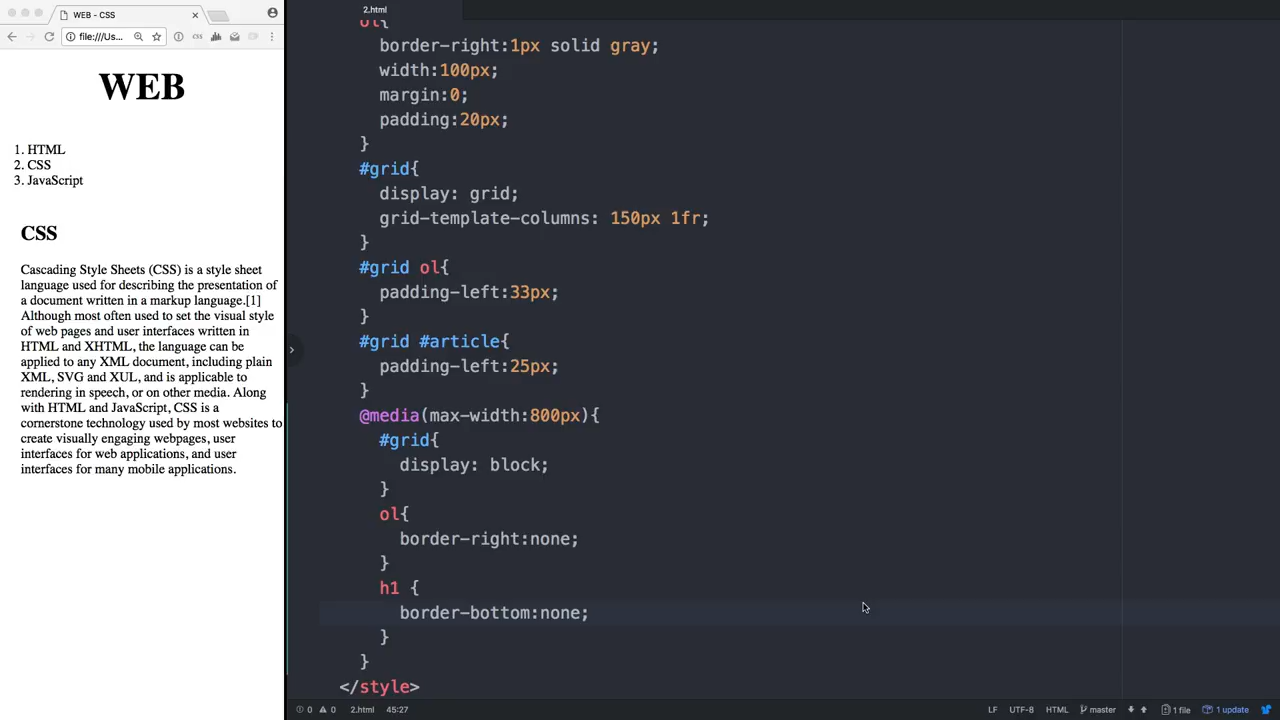 WEB - CSS
file:///Us...
css
WEB
1. HTML
2. CSS
3. JavaScript
CSS
Cascading Style Sheets (CSS) is a style sheet
language used for describing the presentation of
a document written in a markup language.[1]
Although most often used to set the visual style
of web pages and user interfaces written in
HTML and XHTML, the language can be
applied to any XML document, including plain
XML, SVG and XUL, and is applicable to
rendering in speech, or on other media. Along
with HTML and JavaScript, CSS is a
cornerstone technology used by most websites to
create visually engaging webpages, user
interfaces for web applications, and user
interfaces for many mobile applications.
2.html
ol{
border-right:1px solid gray;
width:100px;
margin:0;
padding:20px;
}
#grid{
display: grid;
grid-template-columns: 150px 1fr;
}
#grid ol{
padding-left:33px;
}
#grid #article{
padding-left:25px;
}
@media(max-width:800px){
#grid{
display: block;
}
ol{
border-right:none;
}
h1 {
border-bottom:none;
}
}
</style>
0 0 2.html 45:27 LF UTF-8 HTML master 1 file 1 update